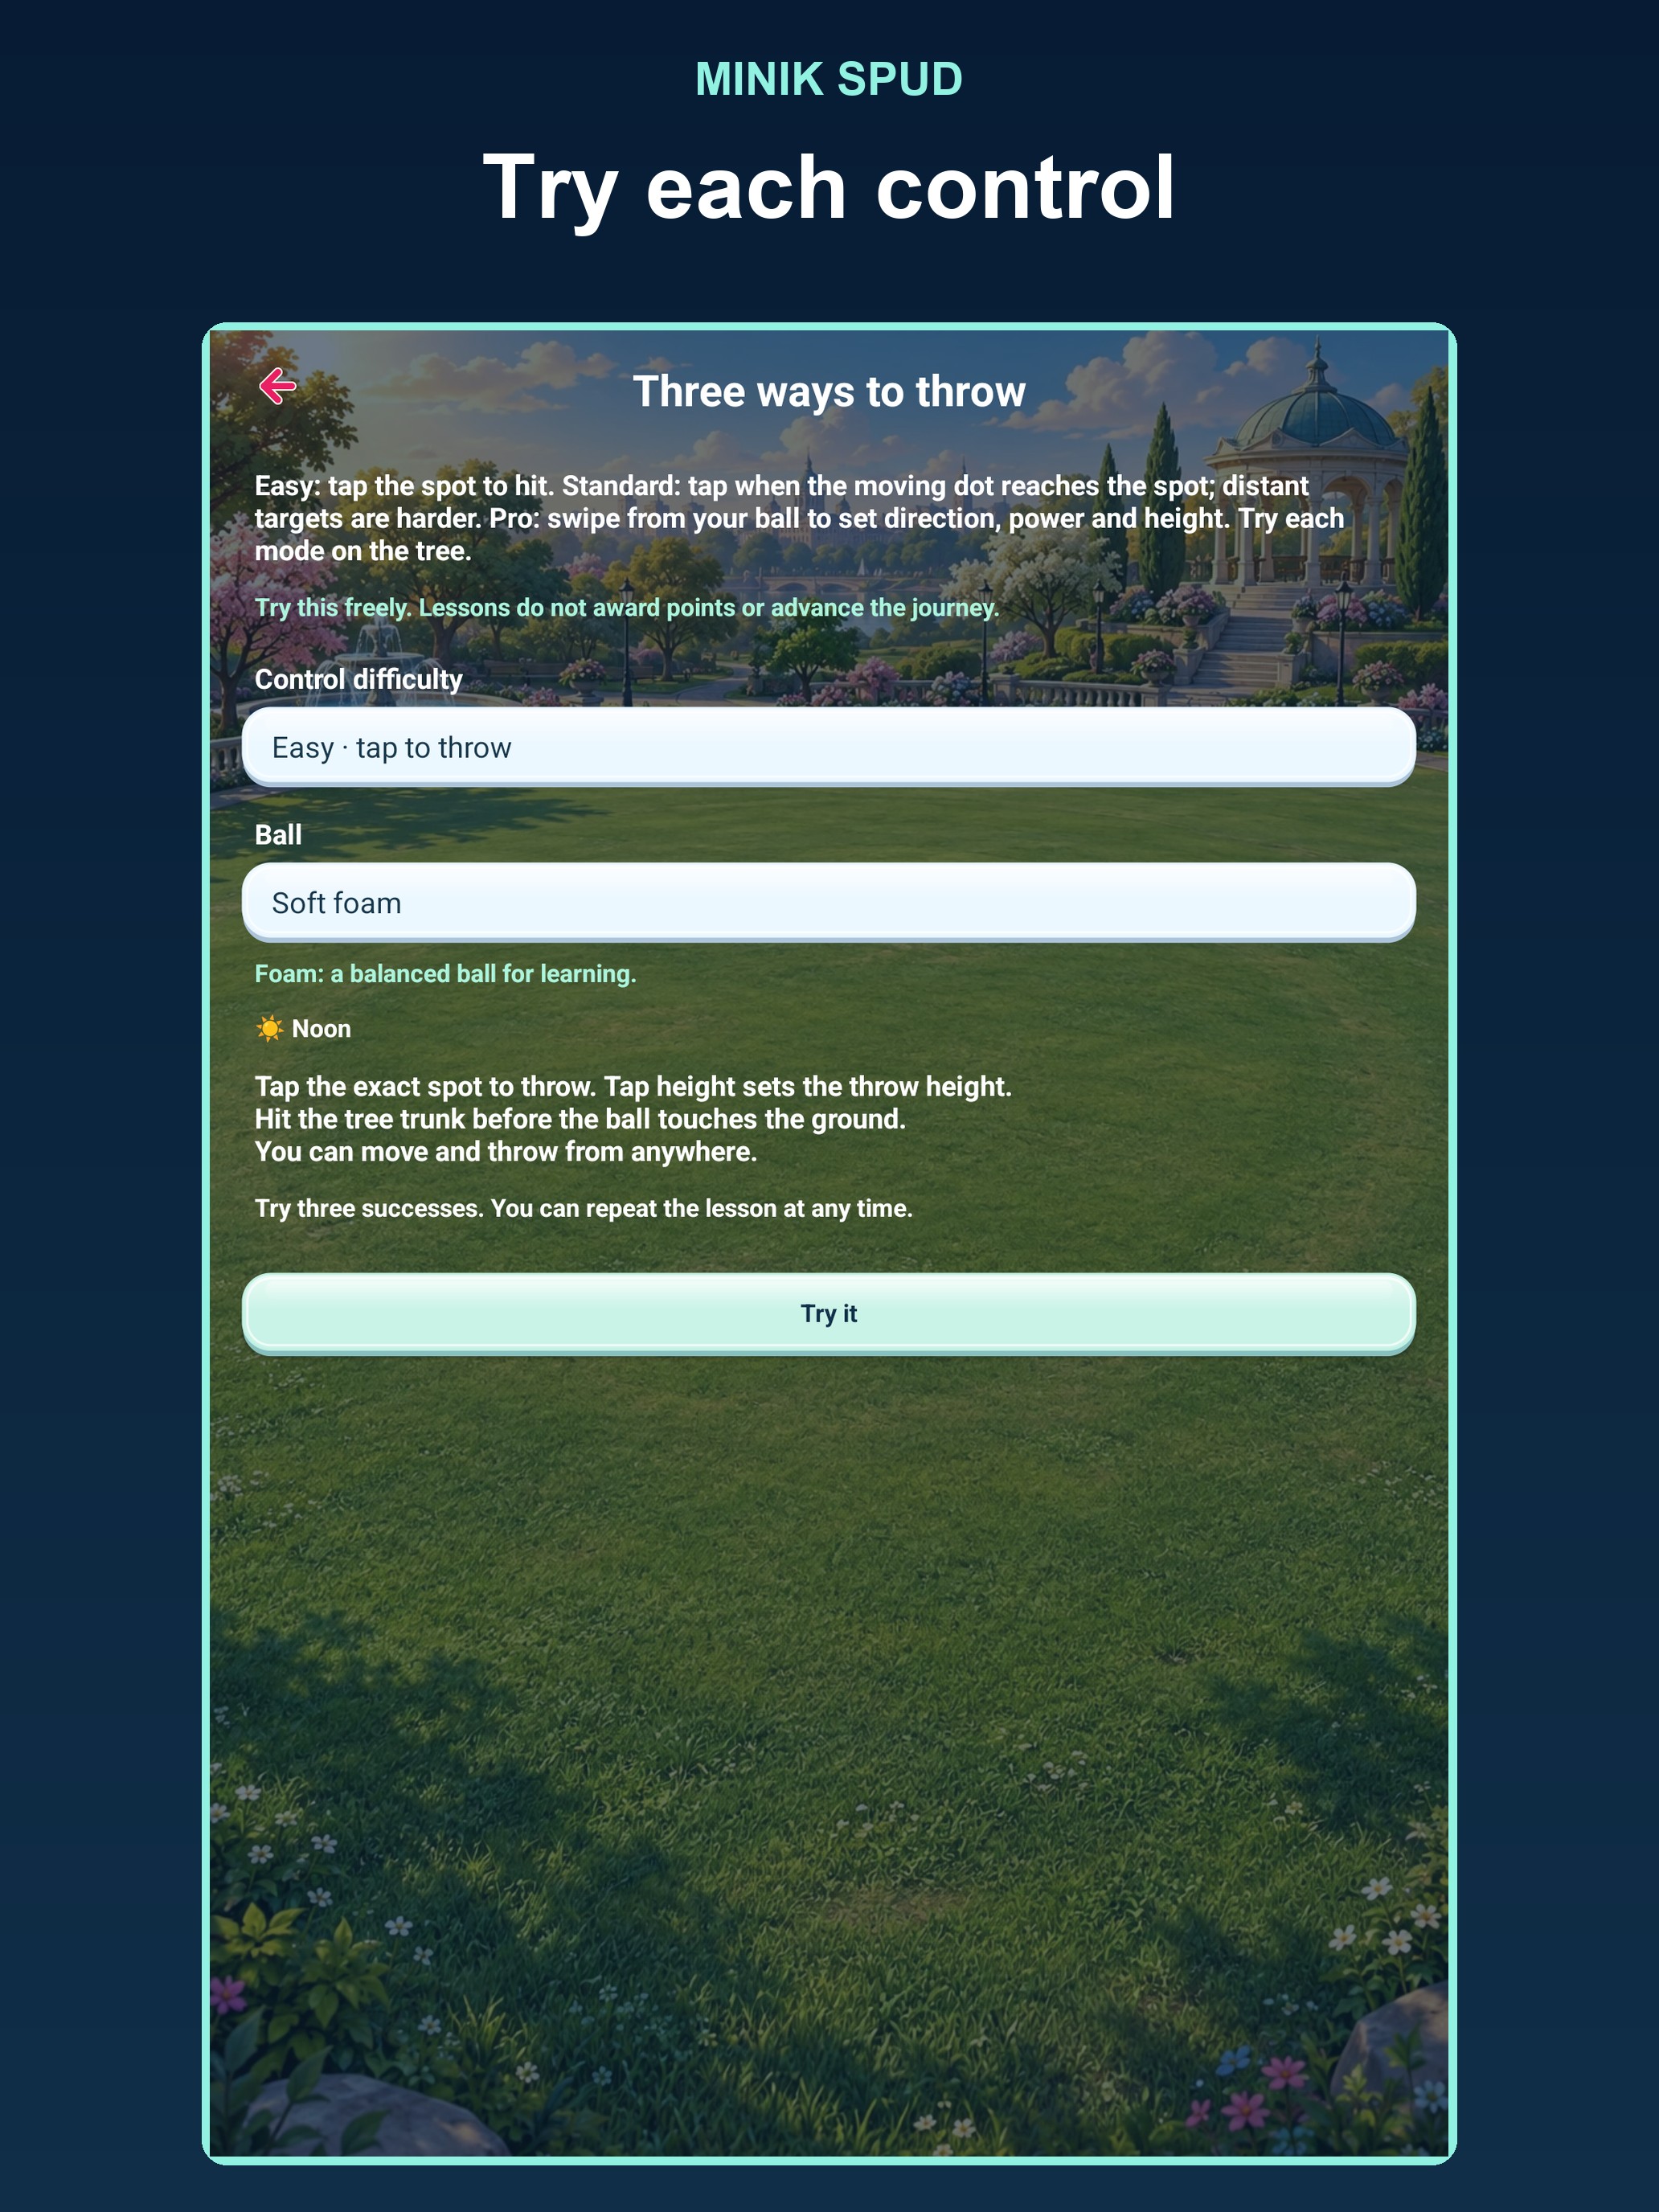 MINIK SPUD
Try each control
Three ways to throw
Easy: tap the spot to hit. Standard: tap when the moving dot reaches the spot; distant
targets are harder. Pro: swipe from your ball to set direction, power and height. Try each
mode on the tree.
Try this freely. Lessons do not award points or advance the journey.
Control difficulty
Easy · tap to throw
Ball
Soft foam
Foam: a balanced ball for learning.
☀️ Noon
Tap the exact spot to throw. Tap height sets the throw height.
Hit the tree trunk before the ball touches the ground.
You can move and throw from anywhere.
Try three successes. You can repeat the lesson at any time.
Try it